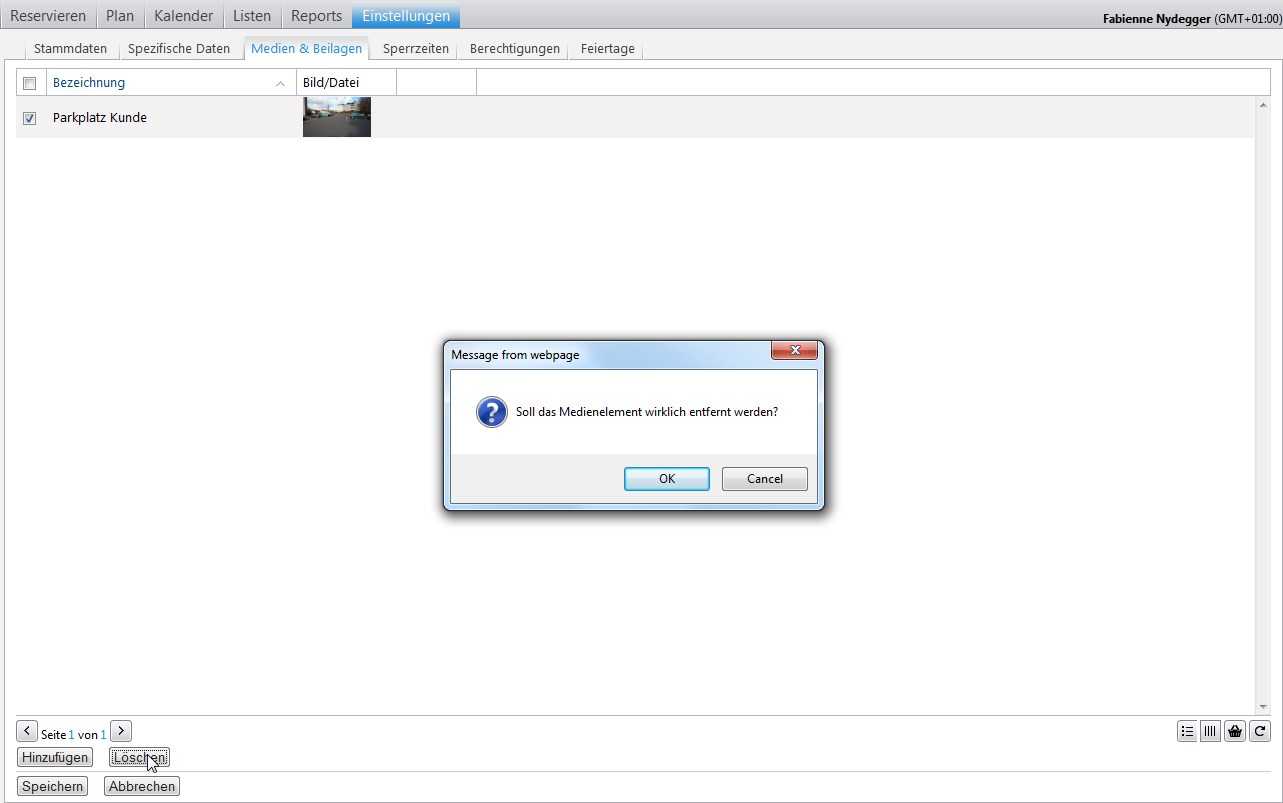 Reservieren Plan Kalender Listen Reports Einstellungen Fabienne Nydegger (GMT+01:00)
Stammdaten Spezifische Daten Medien & Beilagen Sperrzeiten Berechtigungen Feiertage
Bezeichnung Bild/Datei
Parkplatz Kunde
Message from webpage
Soll das Medienelement wirklich entfernt werden?
OK Cancel
Seite 1 von 1
Hinzufügen Löschen
Speichern Abbrechen